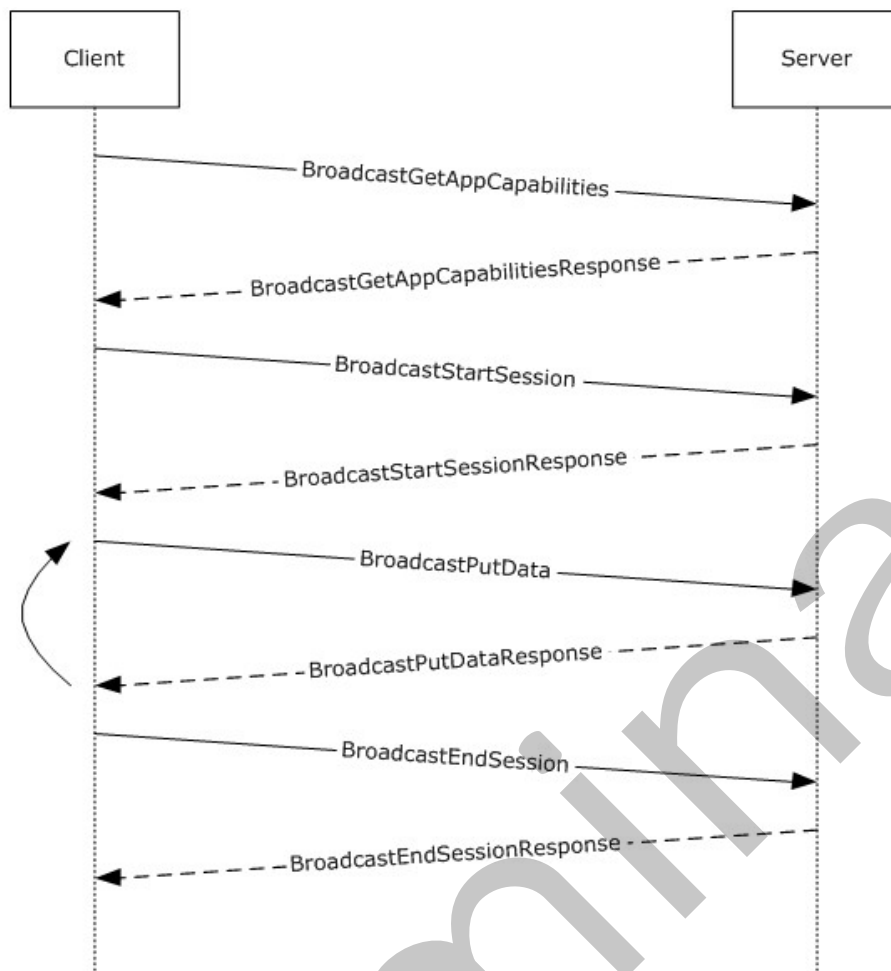 Client
Server
BroadcastGetAppCapabilities
BroadcastGetAppCapabilitiesResponse
BroadcastStartSession
BroadcastStartSessionResponse
BroadcastPutData
BroadcastPutDataResponse
BroadcastEndSession
BroadcastEndSessionResponse